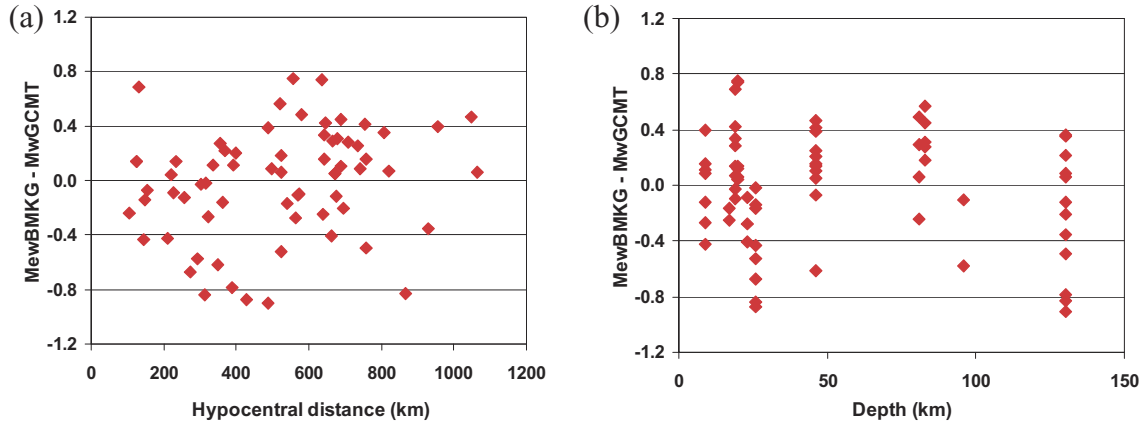 (a)
MewBMKG - MwGCMT
1.2
0.8
0.4
0.0
-0.4
-0.8
-1.2
0 200 400 600 800 1000 1200
Hypocentral distance (km)
(b)
MewBMKG - MwGCMT
1.2
0.8
0.4
0.0
-0.4
-0.8
-1.2
0 50 100 150
Depth (km)